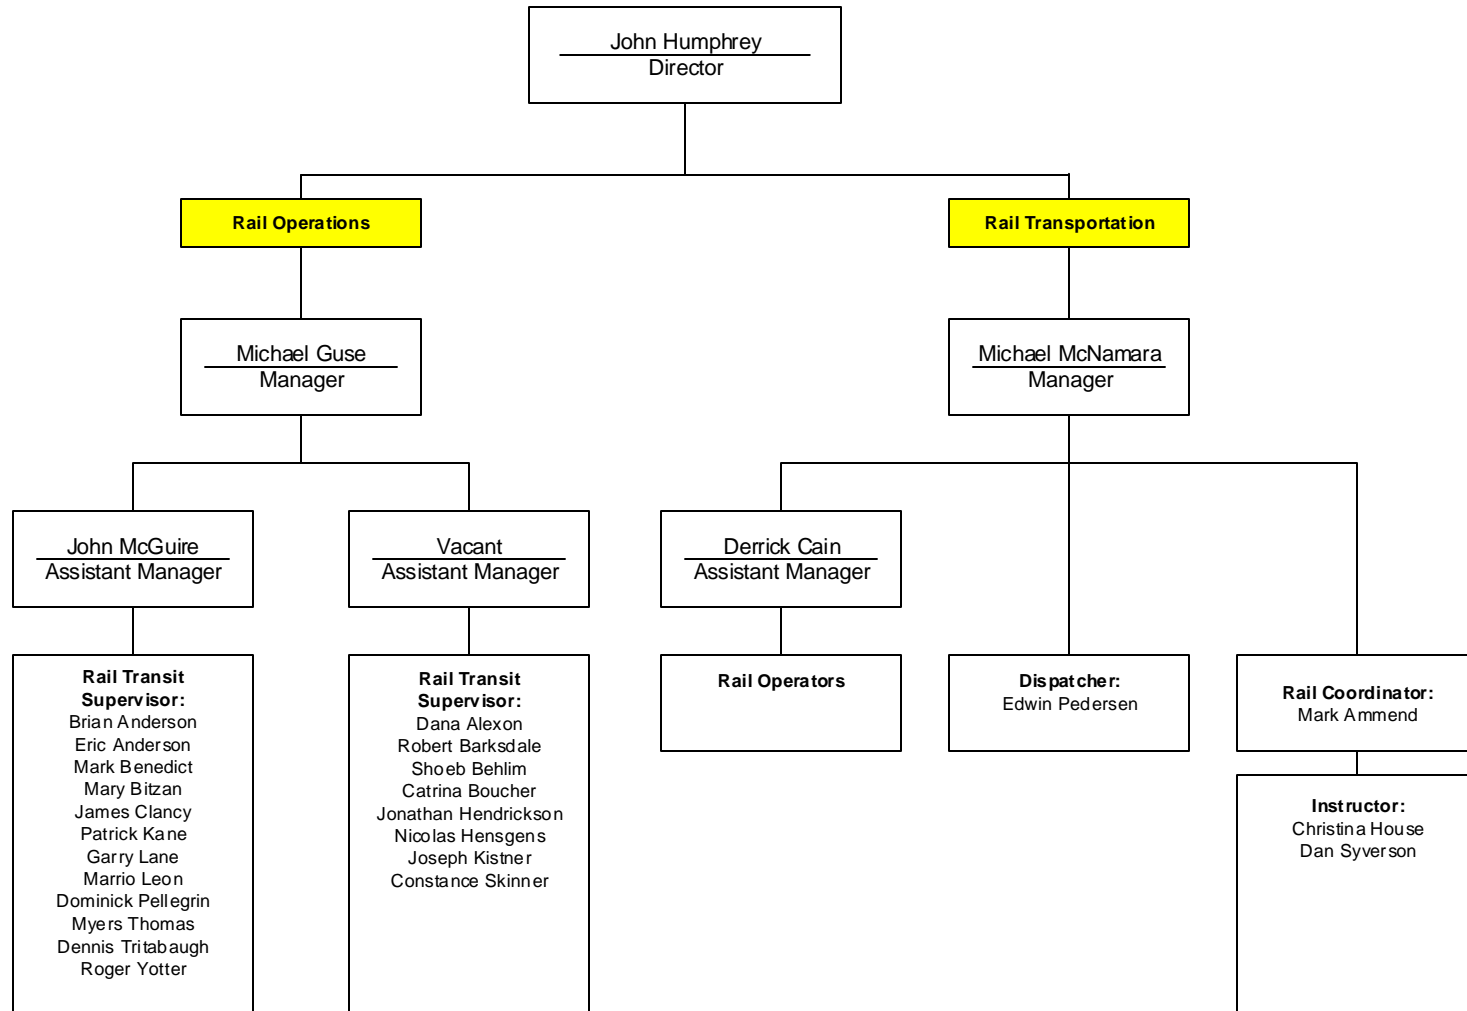 John Humphrey
Director
Rail Operations
Rail Transportation
Michael Guse
Manager
Michael McNamara
Manager
John McGuire
Assistant Manager
Vacant
Assistant Manager
Derrick Cain
Assistant Manager
Rail Transit
Supervisor:
Brian Anderson
Eric Anderson
Mark Benedict
Mary Bitzan
James Clancy
Patrick Kane
Garry Lane
Marrio Leon
Dominick Pellegrin
Myers Thomas
Dennis Tritabaugh
Roger Yotter
Rail Transit
Supervisor:
Dana Alexon
Robert Barksdale
Shoeb Behlim
Catrina Boucher
Jonathan Hendrickson
Nicolas Hensgens
Joseph Kistner
Constance Skinner
Rail Operators
Dispatcher:
Edwin Pedersen
Rail Coordinator:
Mark Ammend
Instructor:
Christina House
Dan Syverson